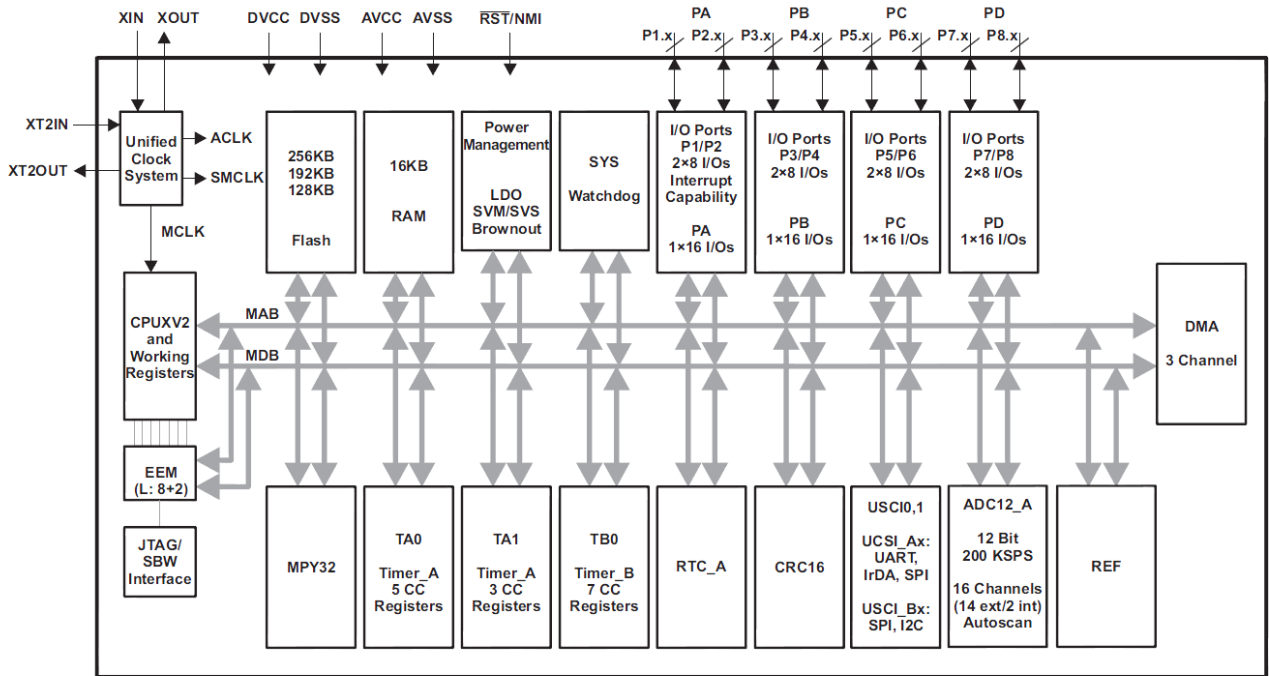 XIN XOUT DVCC DVSS AVCC AVSS RST/NMI
PA PB PC PD
P1.x P2.x P3.x P4.x P5.x P6.x P7.x P8.x
XT2IN
XT2OUT
Unified
Clock
System
ACLK
SMCLK
MCLK
256KB
192KB
128KB
Flash
16KB
RAM
Power
Management
LDO
SVM/SVS
Brownout
SYS
Watchdog
I/O Ports
P1/P2
2×8 I/Os
Interrupt
Capability
PA
1×16 I/Os
I/O Ports
P3/P4
2×8 I/Os
PB
1×16 I/Os
I/O Ports
P5/P6
2×8 I/Os
PC
1×16 I/Os
I/O Ports
P7/P8
2×8 I/Os
PD
1×16 I/Os
CPUXV2
and
Working
Registers
MAB
MDB
DMA
3 Channel
EEM
(L: 8+2)
JTAG/
SBW
Interface
MPY32
TA0
Timer_A
5 CC
Registers
TA1
Timer_A
3 CC
Registers
TB0
Timer_B
7 CC
Registers
RTC_A
CRC16
USCI0,1
UCSI_Ax:
UART,
IrDA, SPI
USCI_Bx:
SPI, I2C
ADC12_A
12 Bit
200 KSPS
16 Channels
(14 ext/2 int)
Autoscan
REF